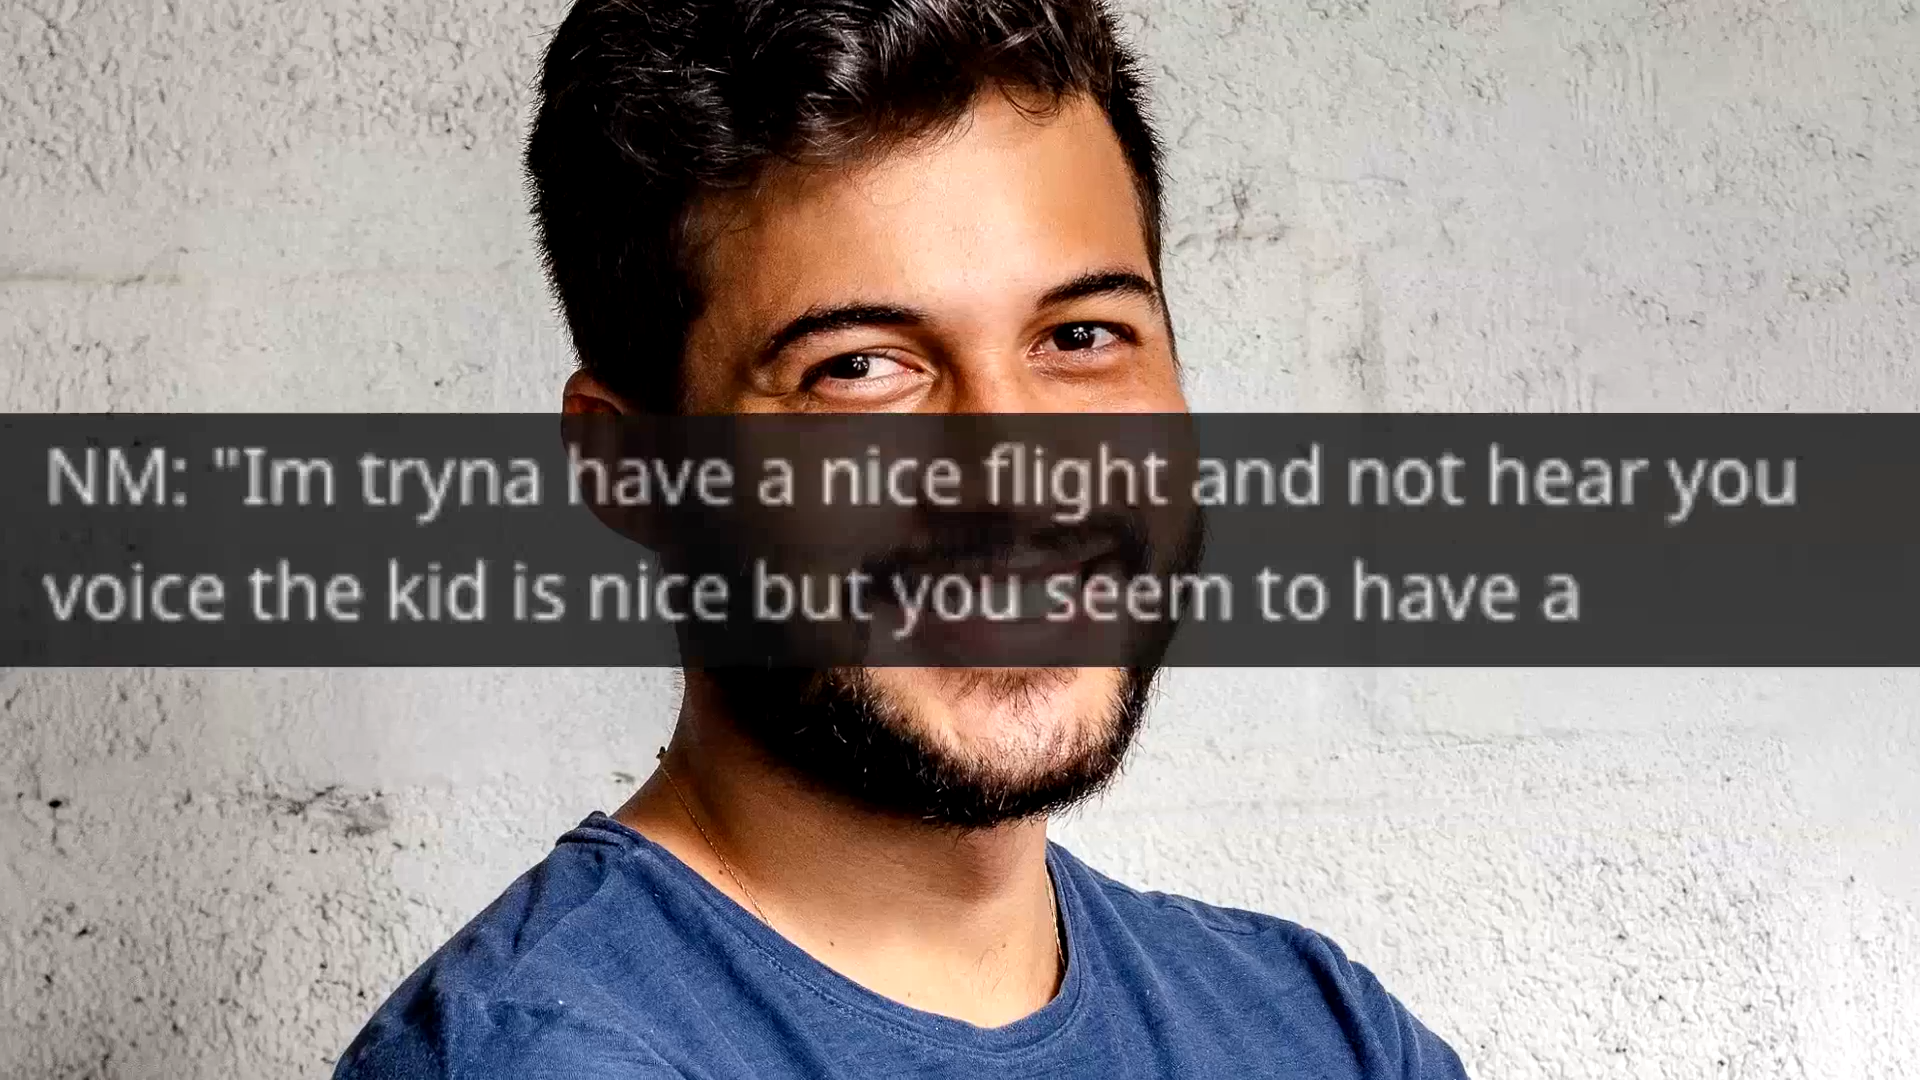 NM: "Im tryna have a nice flight and not hear you
voice the kid is nice but you seem to have a